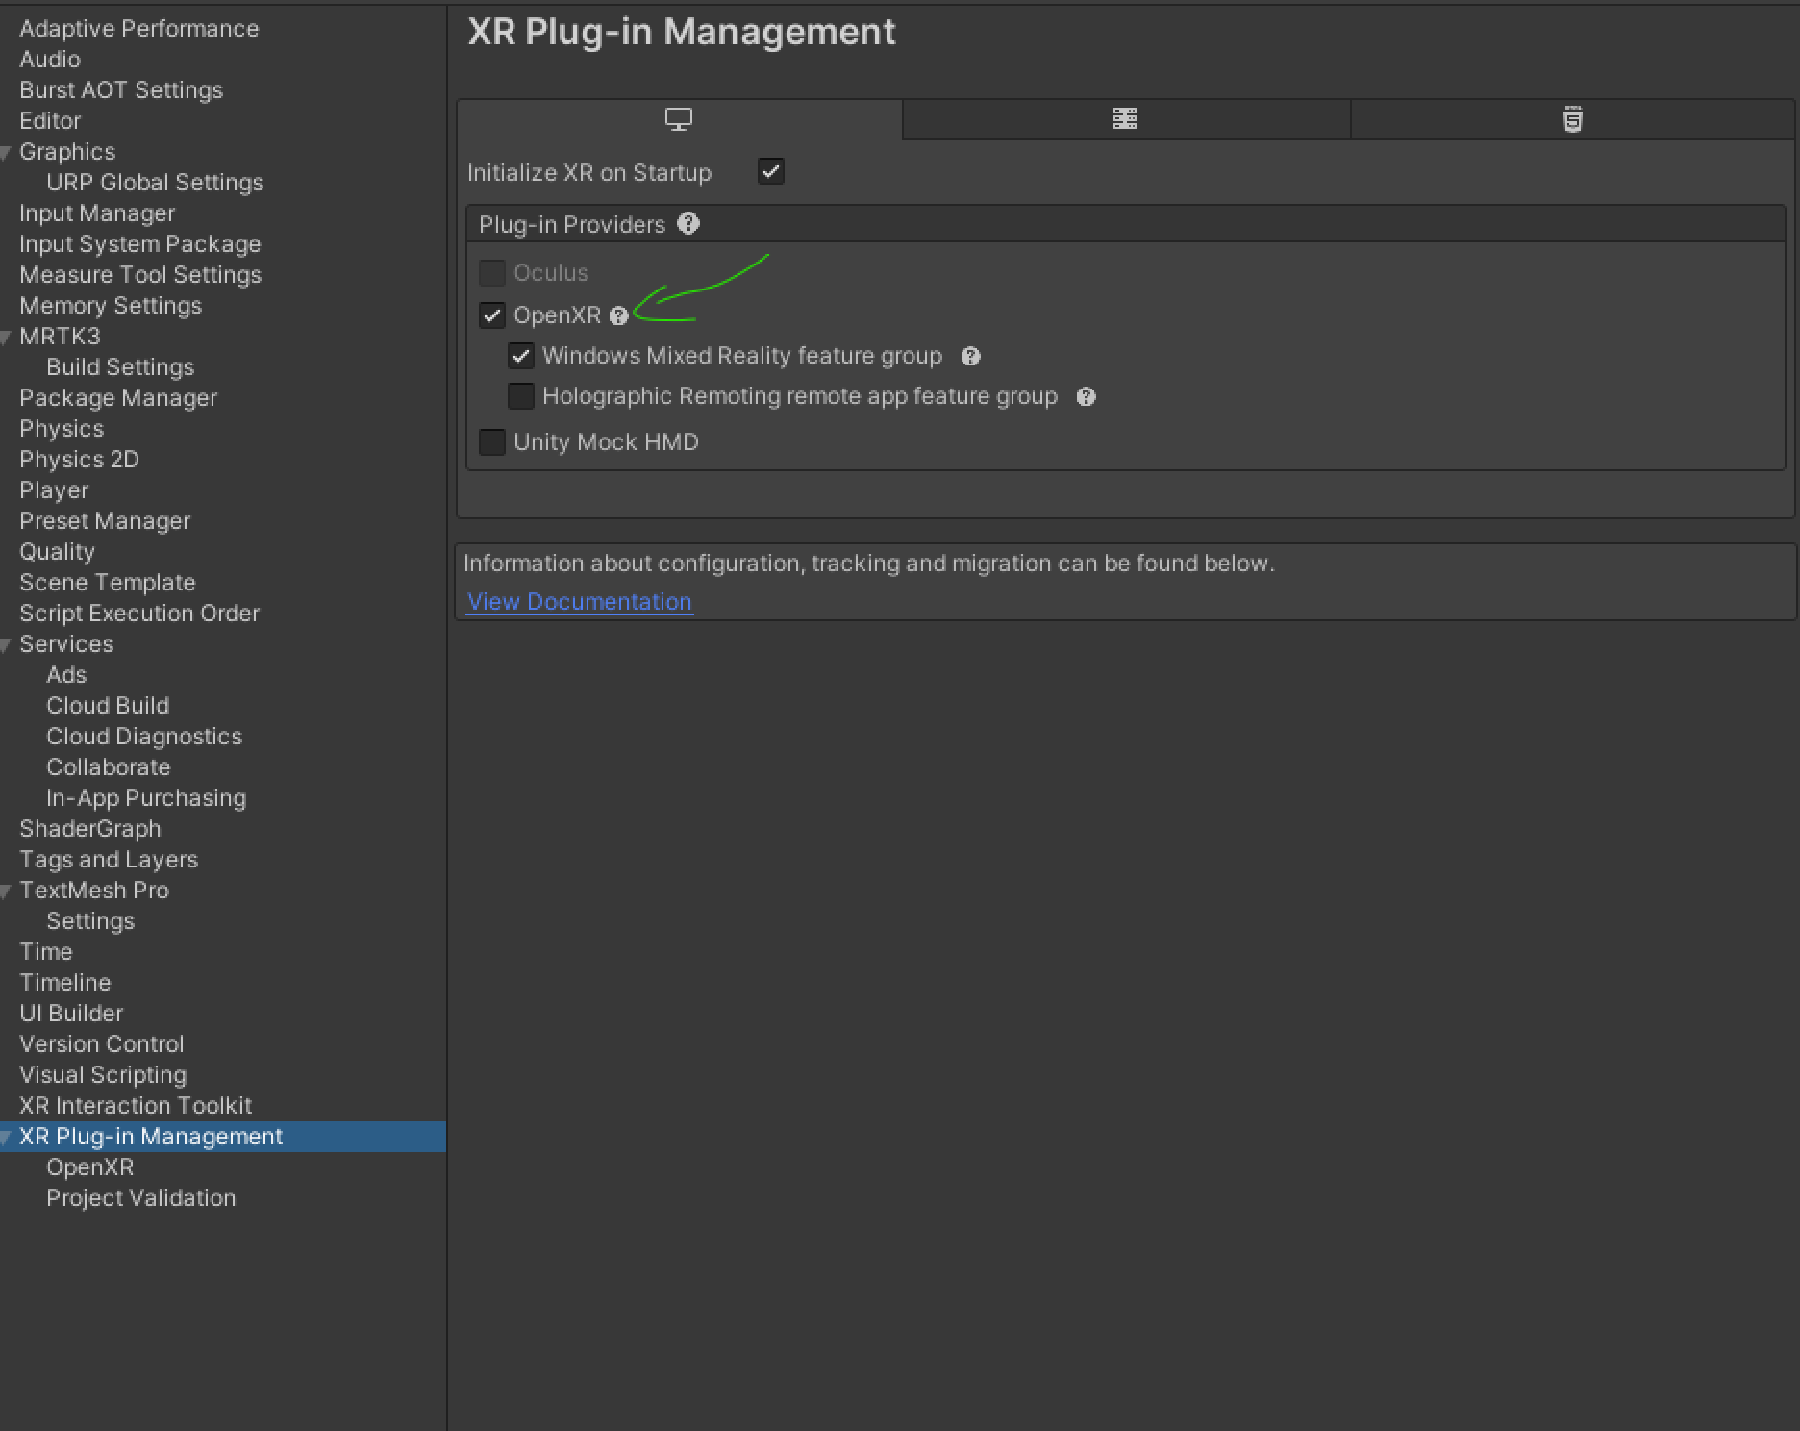 Adaptive Performance
Audio
Burst AOT Settings
Editor
Graphics
URP Global Settings
Input Manager
Input System Package
Measure Tool Settings
Memory Settings
MRTK3
Build Settings
Package Manager
Physics
Physics 2D
Player
Preset Manager
Quality
Scene Template
Script Execution Order
Services
Ads
Cloud Build
Cloud Diagnostics
Collaborate
In-App Purchasing
ShaderGraph
Tags and Layers
TextMesh Pro
Settings
Time
Timeline
UI Builder
Version Control
Visual Scripting
XR Interaction Toolkit
XR Plug-in Management
OpenXR
Project Validation
XR Plug-in Management
Initialize XR on Startup
Plug-in Providers
Oculus
OpenXR
Windows Mixed Reality feature group
Holographic Remoting remote app feature group
Unity Mock HMD
Information about configuration, tracking and migration can be found below.
View Documentation